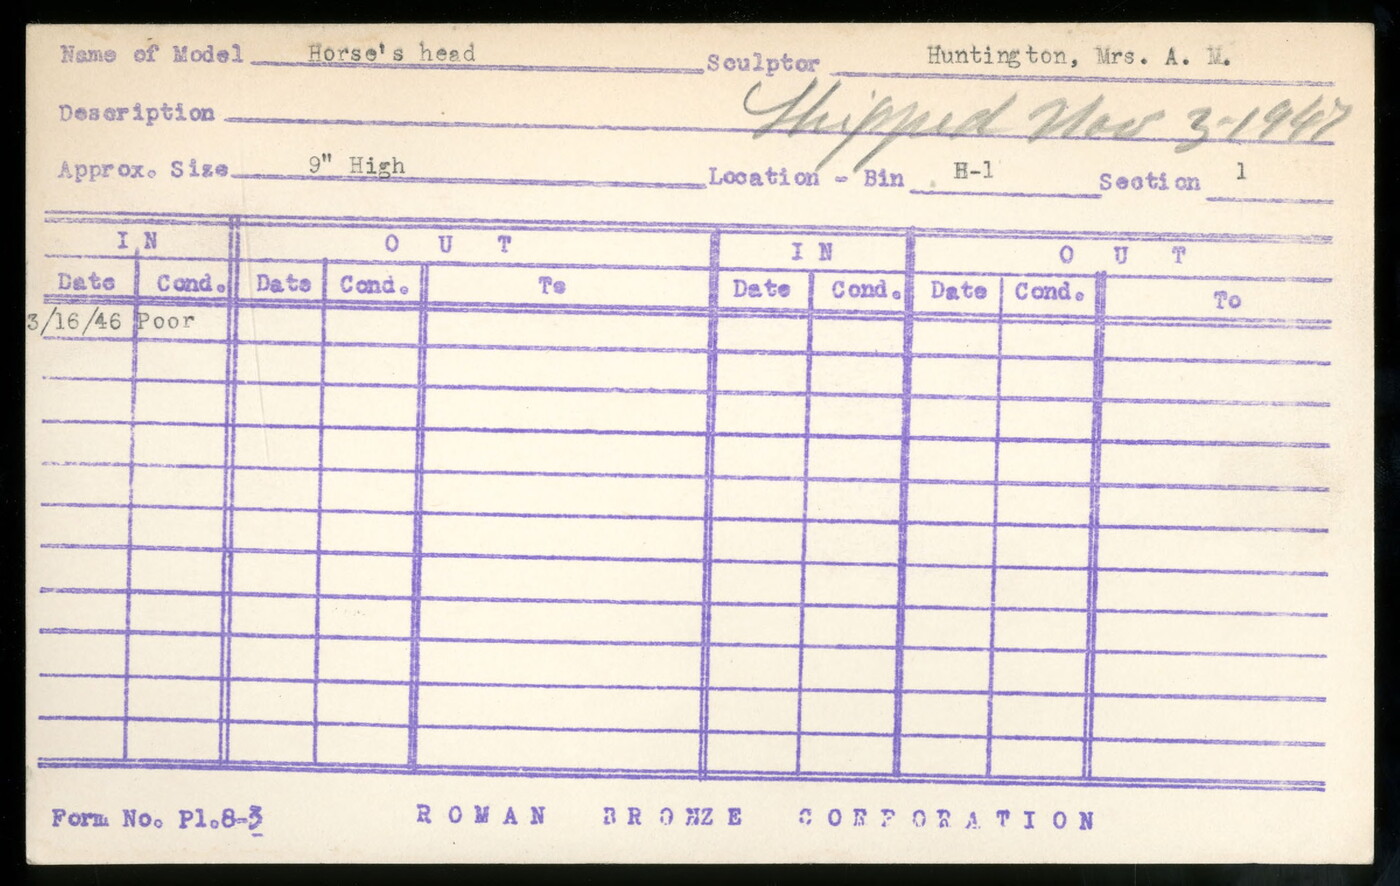 Name of Model Horse's head Sculptor Huntington, Mrs. A. M.
Description Shipped Nov 3-1947
Approx. Size 9" High Location - Bin H-1 Section 1
IN OUT IN OUT
Date Cond. Date Cond. To Date Cond. Date Cond. To
3/16/46 Poor
Form No. Pl.8-3 ROMAN BRONZE CORPORATION